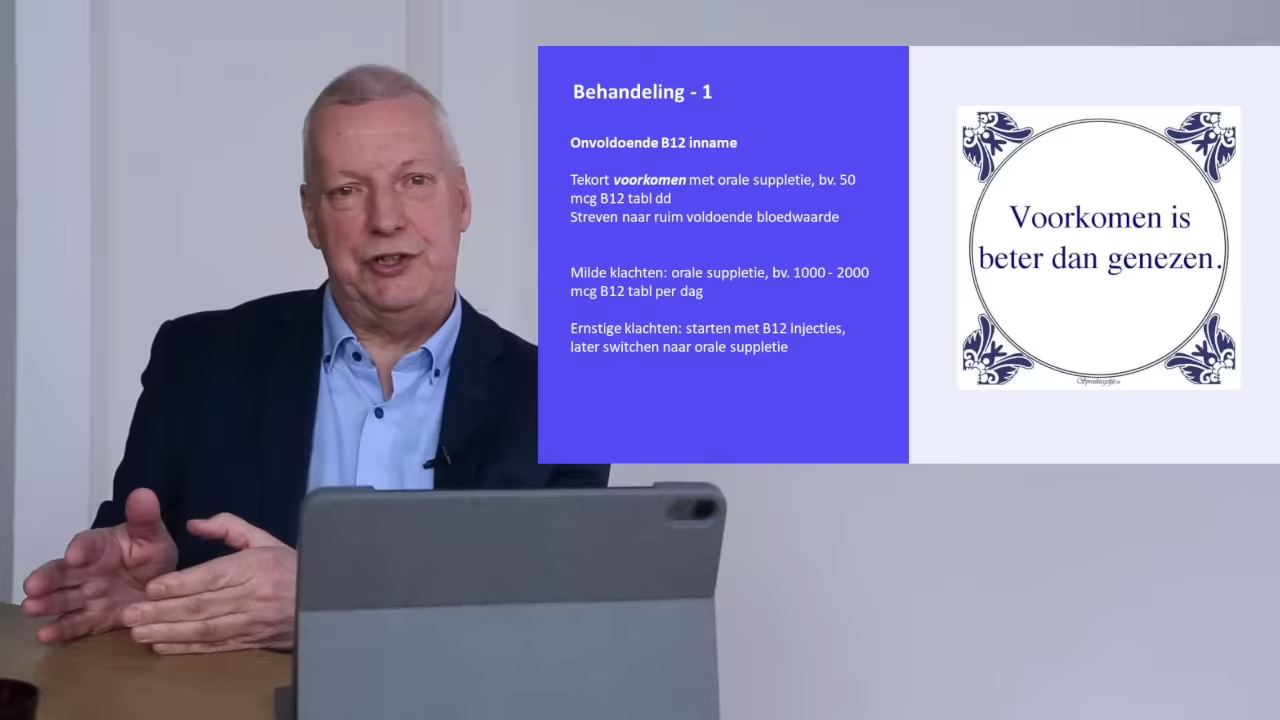 Behandeling - 1
Onvoldoende B12 inname
Tekort voorkomen met orale suppletie, bv. 50
mcg B12 tabl dd
Streven naar ruim voldoende bloedwaarde
Milde klachten: orale suppletie, bv. 1000 - 2000
mcg B12 tabl per dag
Ernstige klachten: starten met B12 injecties,
later switchen naar orale suppletie
Voorkomen is
beter dan genezen.